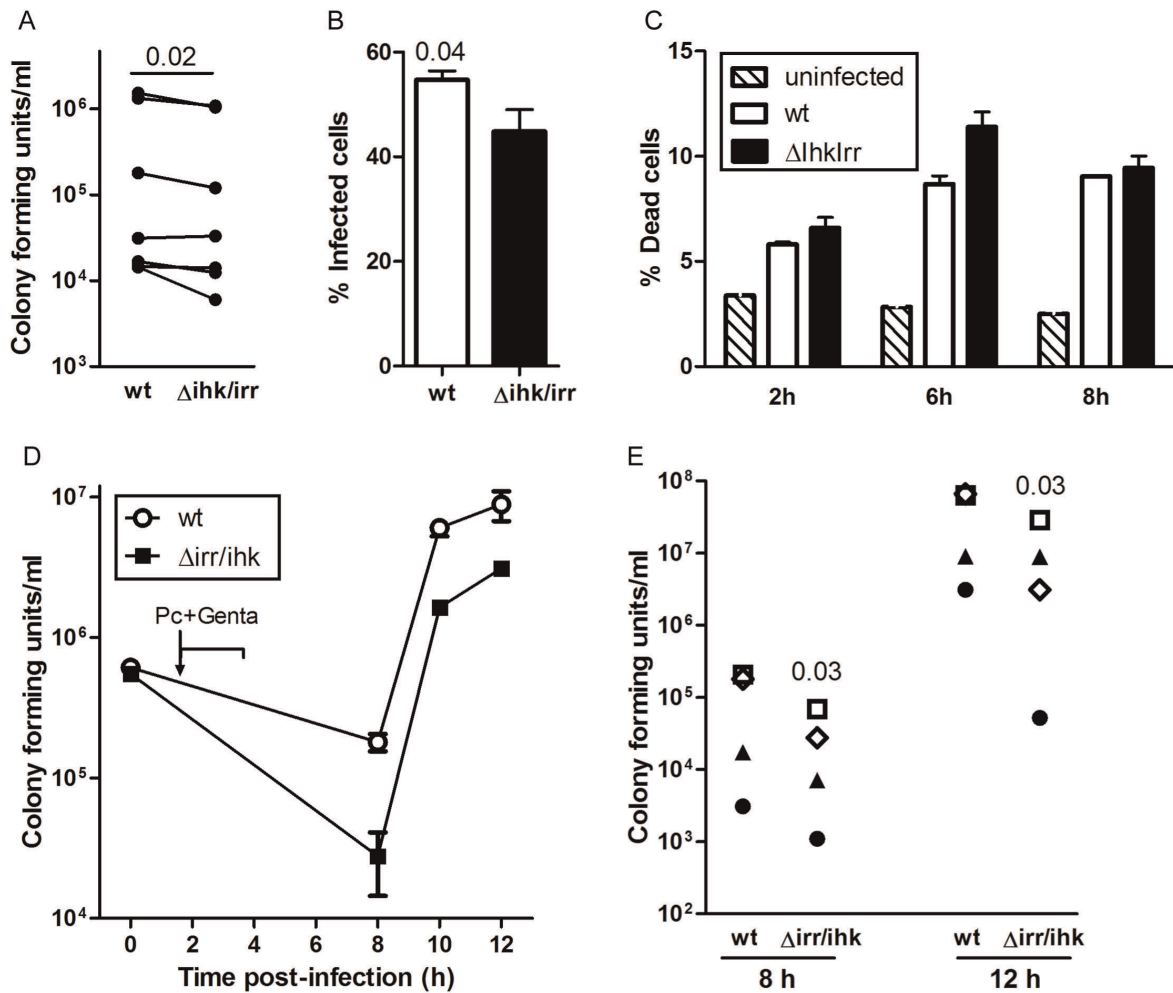 A
0.02
Colony forming units/ml
10⁶
10⁵
10⁴
10³
wt Δihk/irr
B
0.04
% Infected cells
60
40
20
0
wt Δihk/irr
C
uninfected
wt
ΔIhkIrr
% Dead cells
15
10
5
0
2h 6h 8h
D
wt
Δirr/ihk
Pc+Genta
Colony forming units/ml
10⁷
10⁶
10⁵
10⁴
0 2 4 6 8 10 12
Time post-infection (h)
E
0.03
0.03
Colony forming units/ml
10⁸
10⁷
10⁶
10⁵
10⁴
10³
10²
wt Δirr/ihk wt Δirr/ihk
8 h 12 h